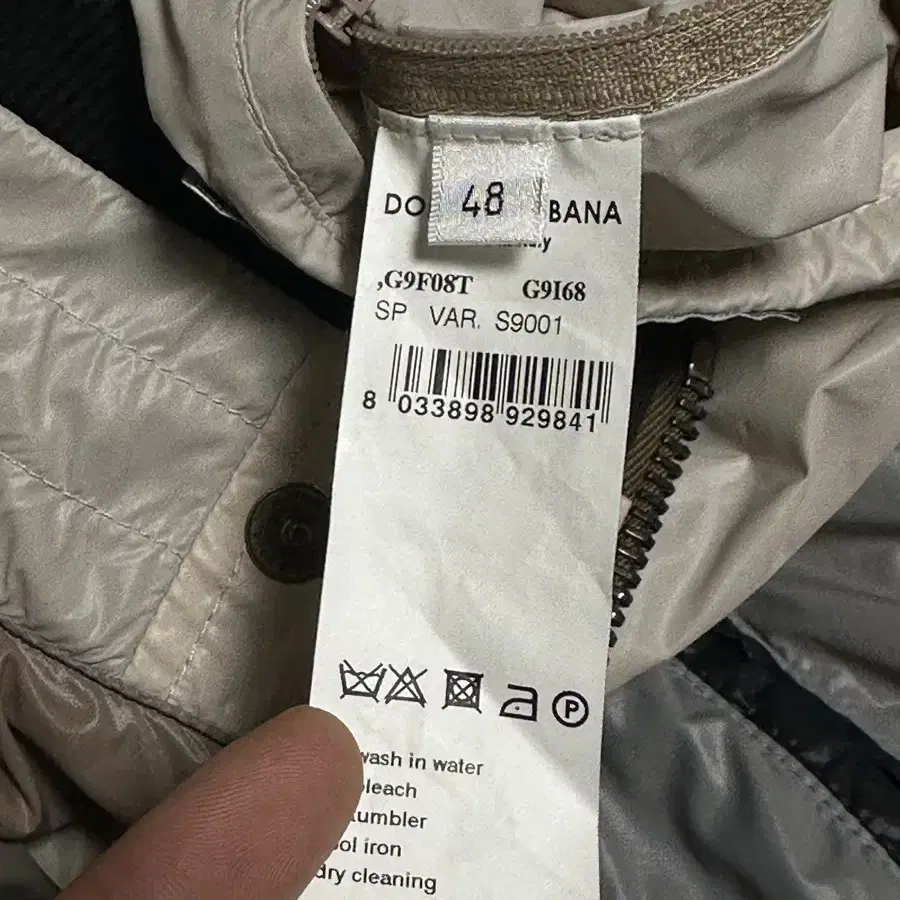 48
DO BANA
,G9F08T G9I68
SP VAR. S9001
8 033898 929841
P
wash in water
bleach
tumbler
ol iron
dry cleaning